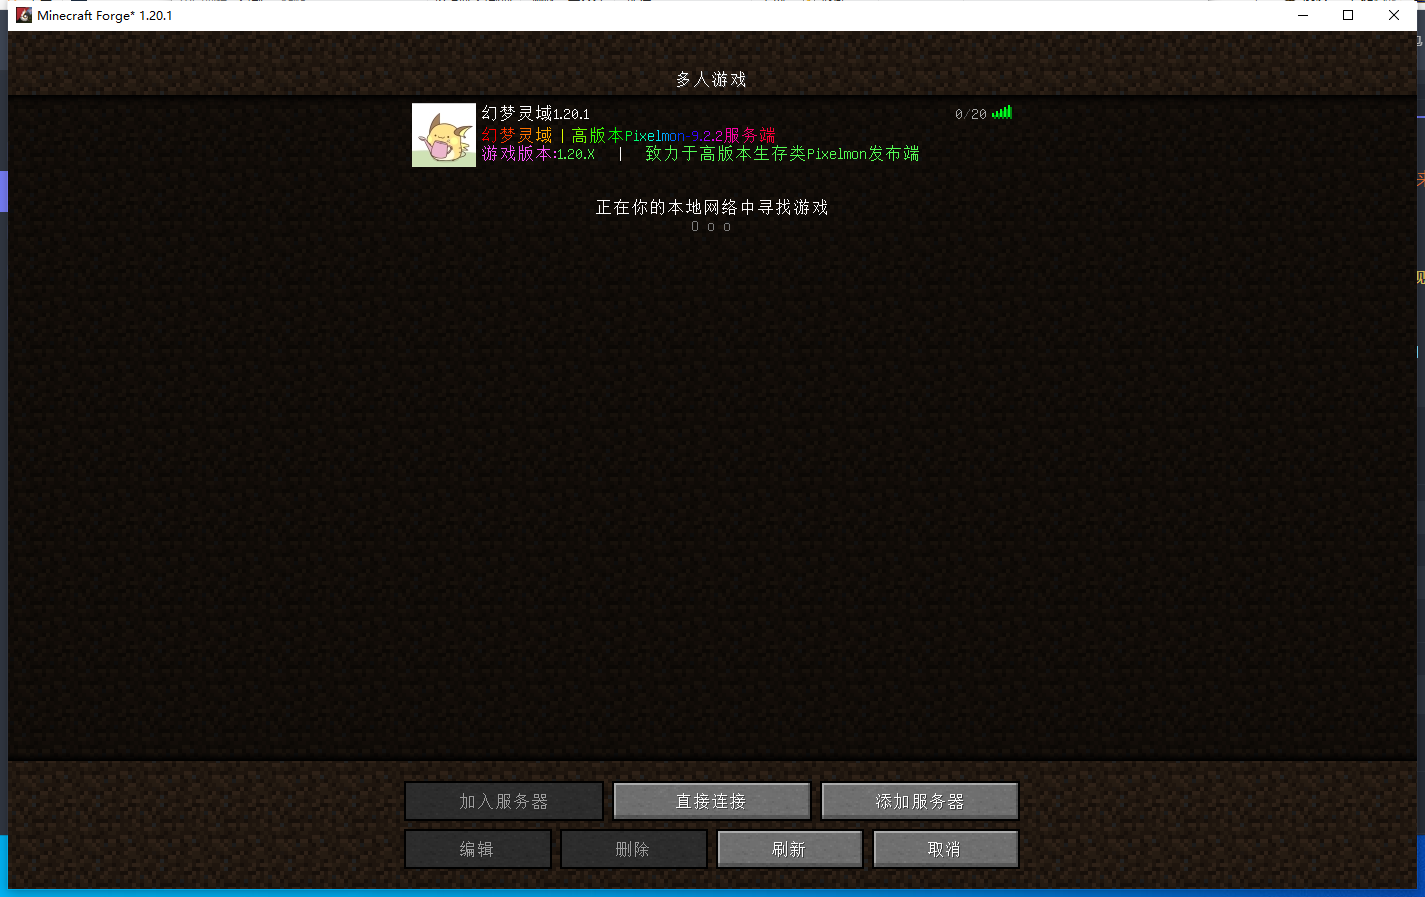 Minecraft Forge* 1.20.1
多人游戏
幻梦灵域1.20.1
0/20
幻梦灵域 | 高版本Pixelmon-9.2.2服务端
游戏版本:1.20.X | 致力于高版本生存类Pixelmon发布端
正在你的本地网络中寻找游戏
O o o
加入服务器 直接连接 添加服务器
编辑 删除 刷新 取消